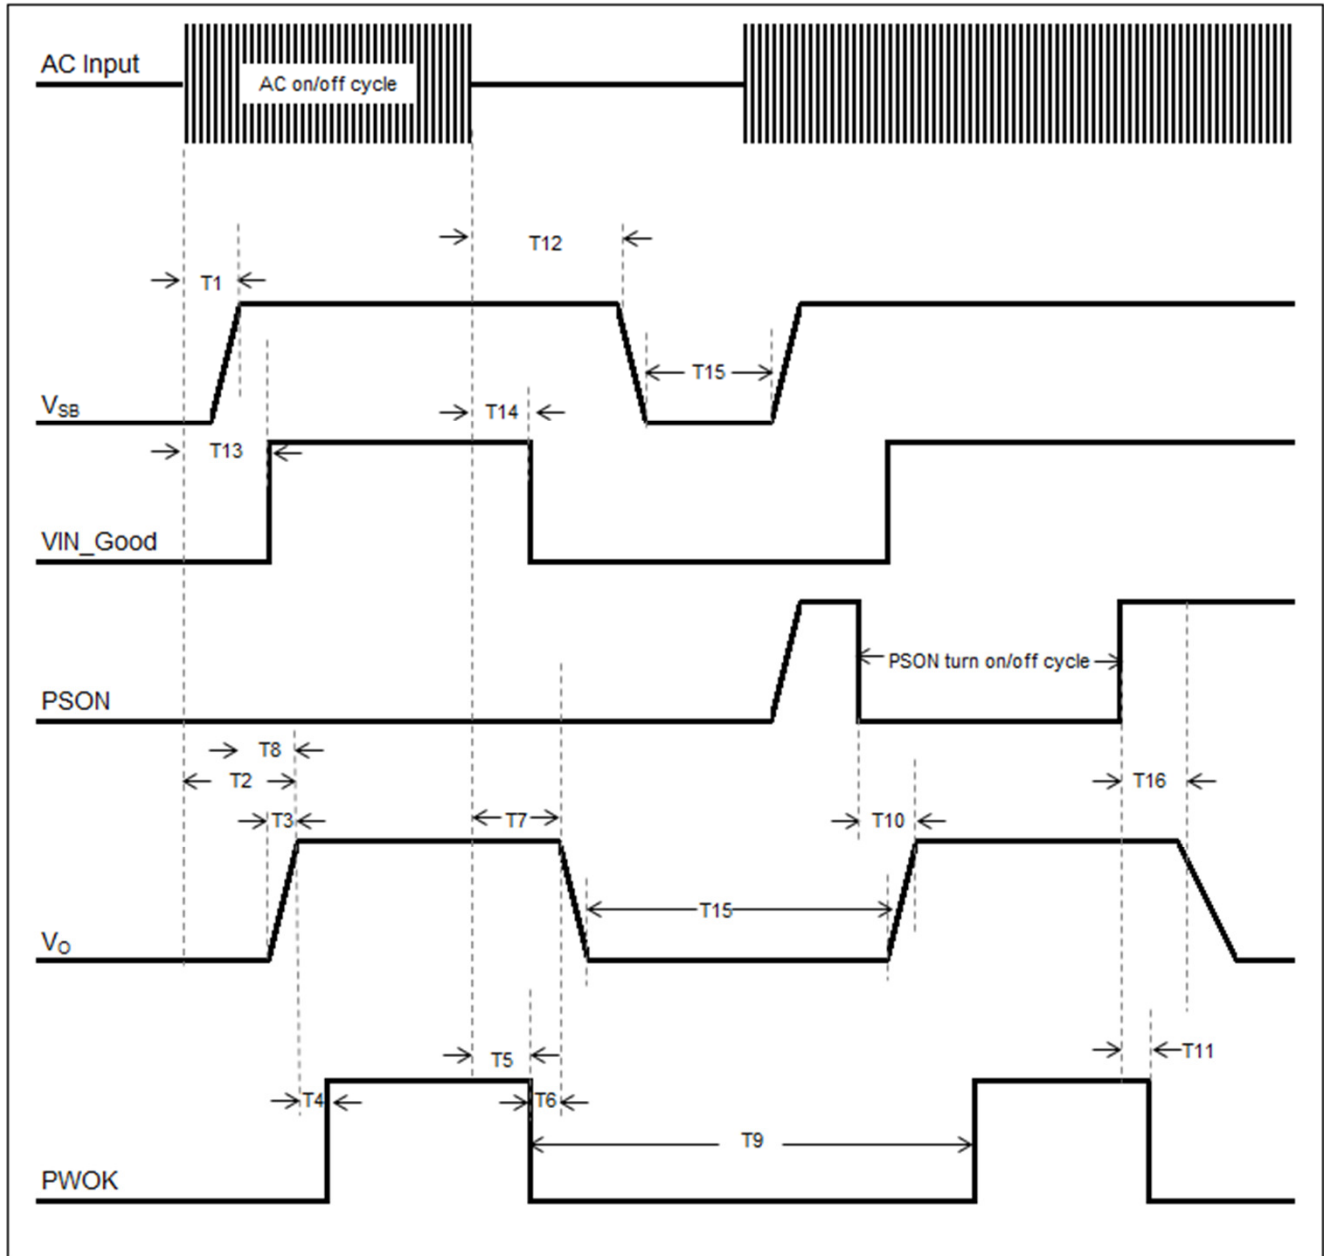 AC Input
AC on/off cycle
T12
T1
T15
VSB
T14
T13
VIN_Good
PSON turn on/off cycle
PSON
T8
T2
T16
T3
T7
T10
T15
VO
T5
T11
T4
T6
T9
PWOK